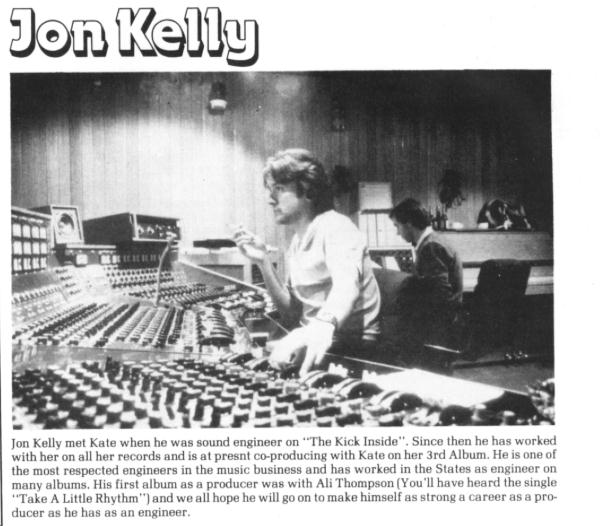 Jon Kelly
Jon Kelly met Kate when he was sound engineer on "The Kick Inside". Since then he has worked
with her on all her records and is at presnt co-producing with Kate on her 3rd Album. He is one of
the most respected engineers in the music business and has worked in the States as engineer on
many albums. His first album as a producer was with Ali Thompson (You'll have heard the single
"Take A Little Rhythm") and we all hope he will go on to make himself as strong a career as a pro-
ducer as he has as an engineer.